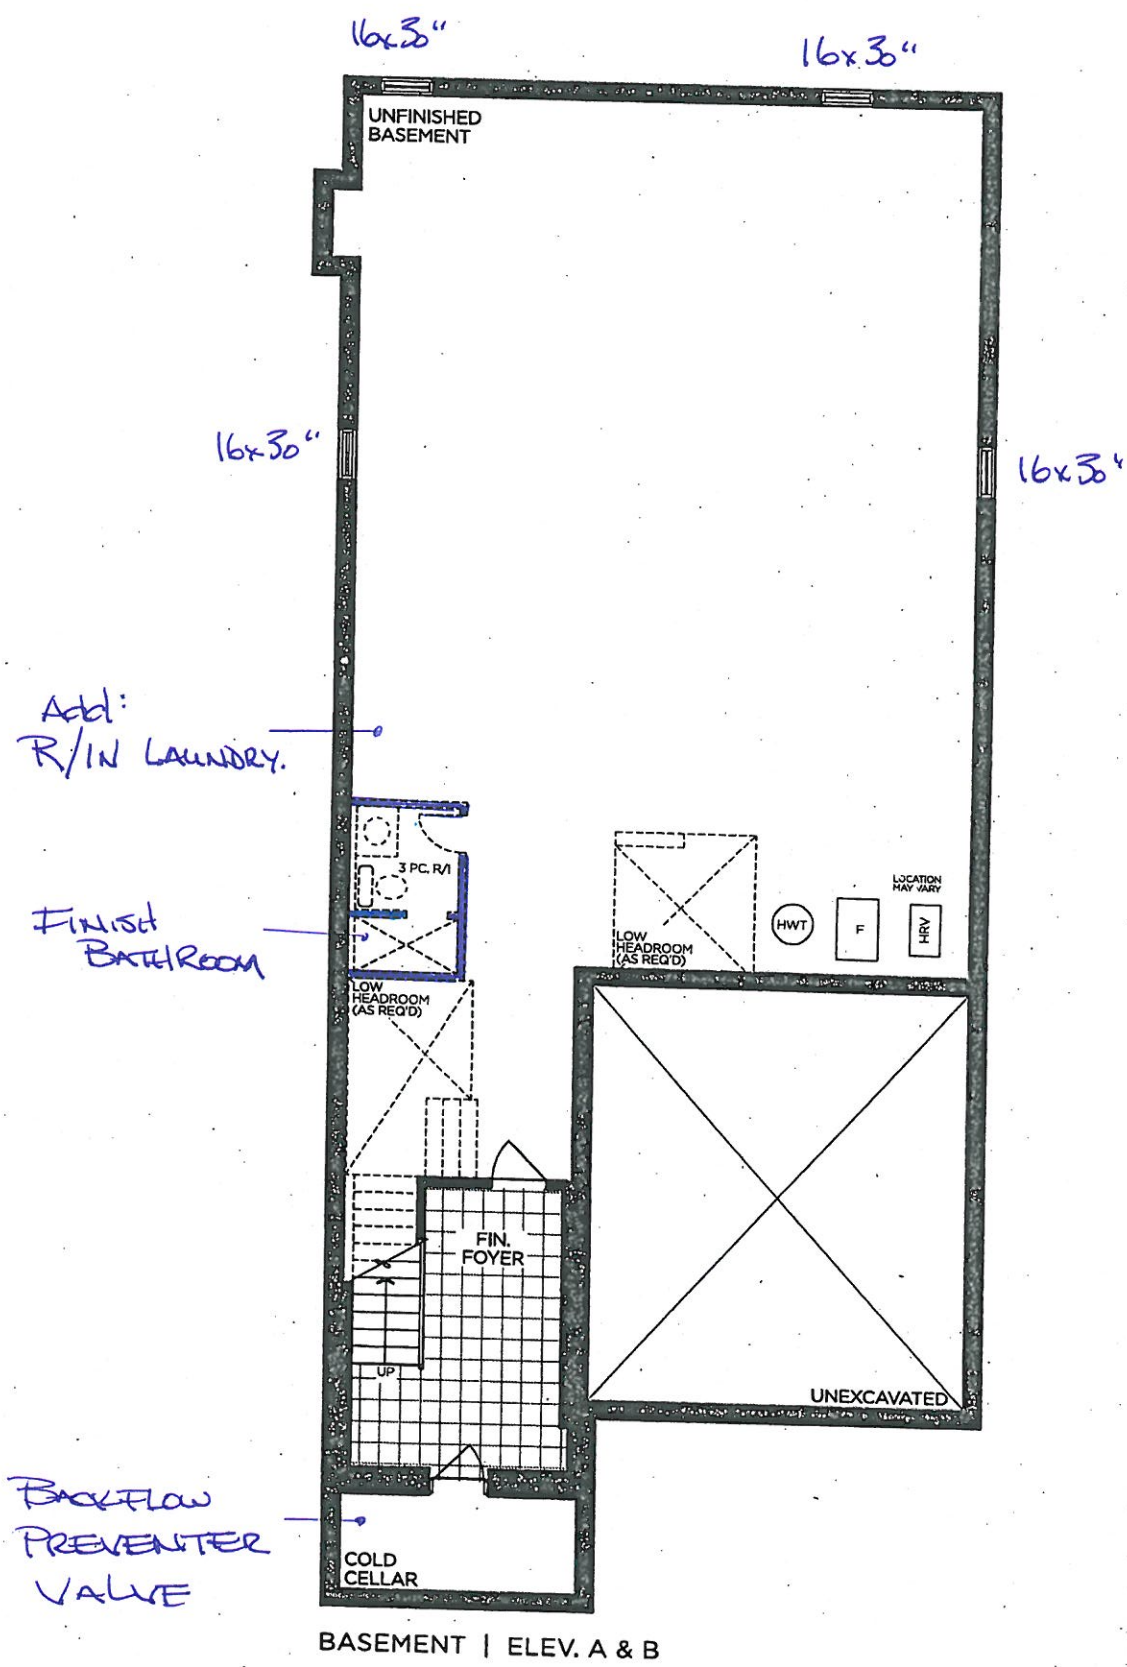 16x30"
16x30"
UNFINISHED
BASEMENT
16x30"
16x30"
Add:
R/IN LAUNDRY.
3 PC. R/I
LOCATION
MAY VARY
FINISH
BATHROOM
HWT
F
HRV
LOW
HEADROOM
(AS REQ'D)
LOW
HEADROOM
(AS REQ'D)
FIN.
FOYER
UP
UNEXCAVATED
BACKFLOW
PREVENTER
VALVE
COLD
CELLAR
BASEMENT | ELEV. A & B